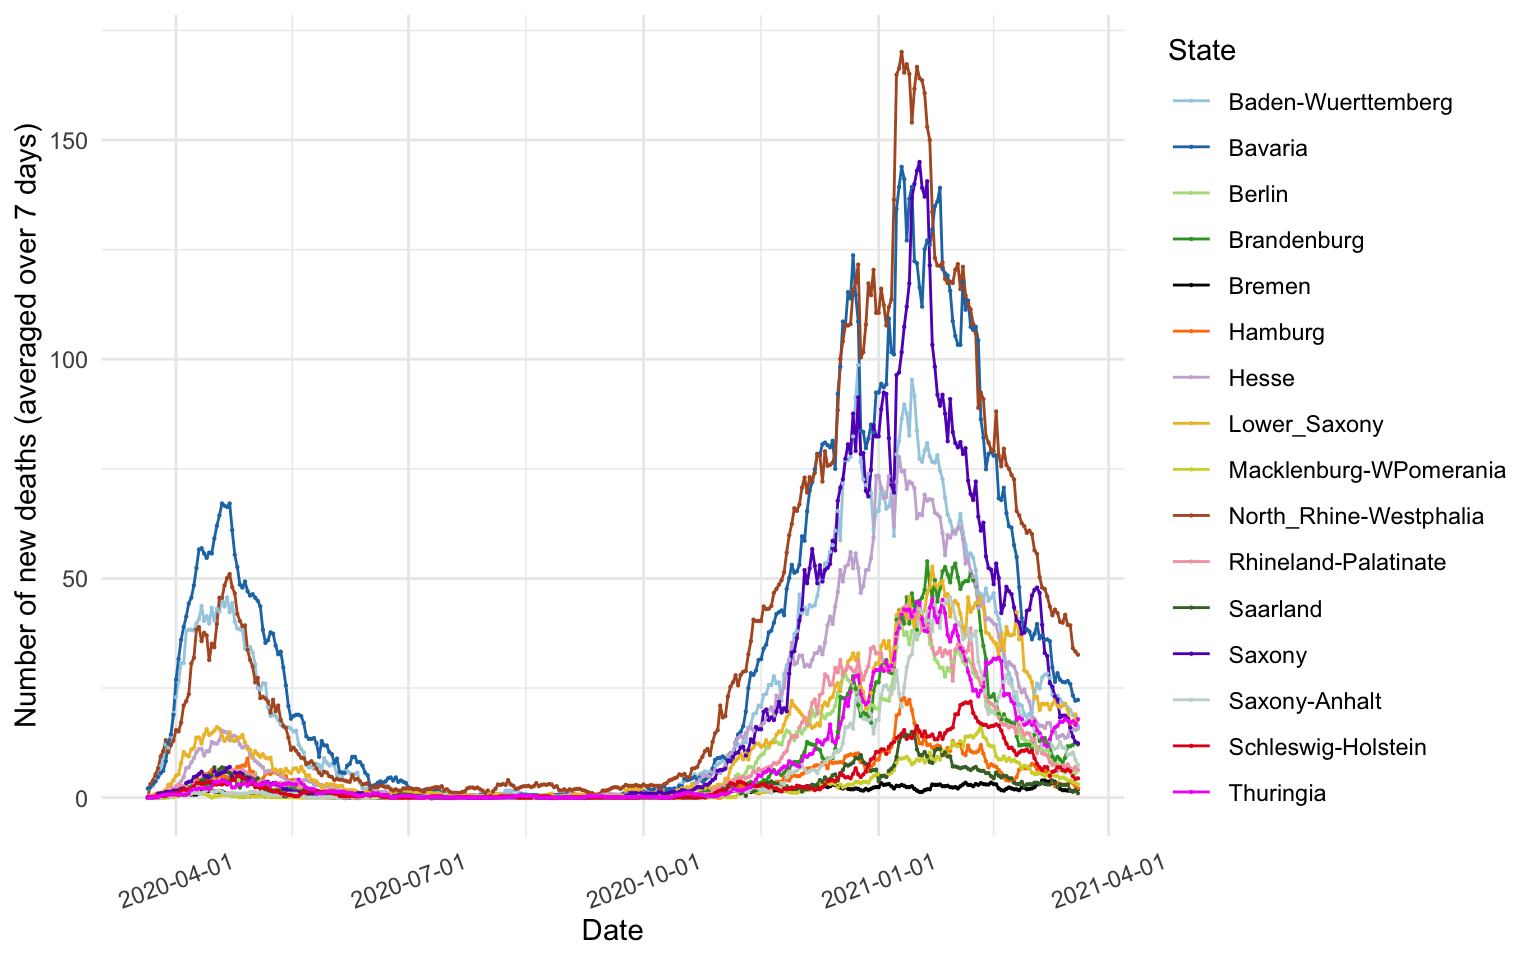 Number of new deaths (averaged over 7 days)
150
100
50
0
2020-04-01
2020-07-01
2020-10-01
2021-01-01
2021-04-01
Date
State
Baden-Wuerttemberg
Bavaria
Berlin
Brandenburg
Bremen
Hamburg
Hesse
Lower_Saxony
Macklenburg-WPomerania
North_Rhine-Westphalia
Rhineland-Palatinate
Saarland
Saxony
Saxony-Anhalt
Schleswig-Holstein
Thuringia